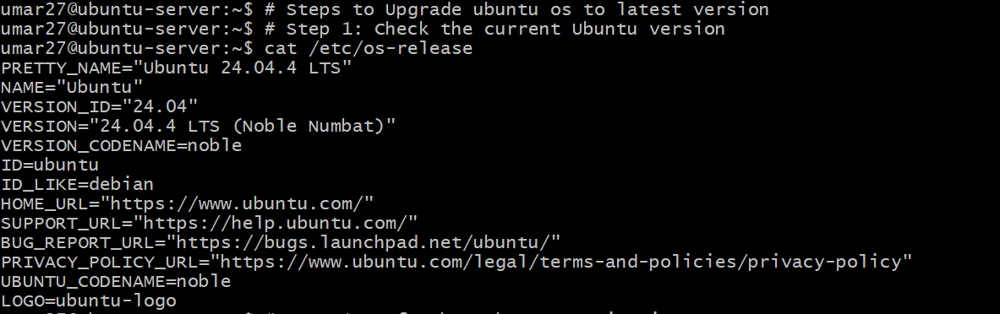 umar27@ubuntu-server:~$ # Steps to Upgrade ubuntu os to latest version
umar27@ubuntu-server:~$ # Step 1: Check the current Ubuntu version
umar27@ubuntu-server:~$ cat /etc/os-release
PRETTY_NAME="Ubuntu 24.04.4 LTS"
NAME="Ubuntu"
VERSION_ID="24.04"
VERSION="24.04.4 LTS (Noble Numbat)"
VERSION_CODENAME=noble
ID=ubuntu
ID_LIKE=debian
HOME_URL="https://www.ubuntu.com/"
SUPPORT_URL="https://help.ubuntu.com/"
BUG_REPORT_URL="https://bugs.launchpad.net/ubuntu/"
PRIVACY_POLICY_URL="https://www.ubuntu.com/legal/terms-and-policies/privacy-policy"
UBUNTU_CODENAME=noble
LOGO=ubuntu-logo